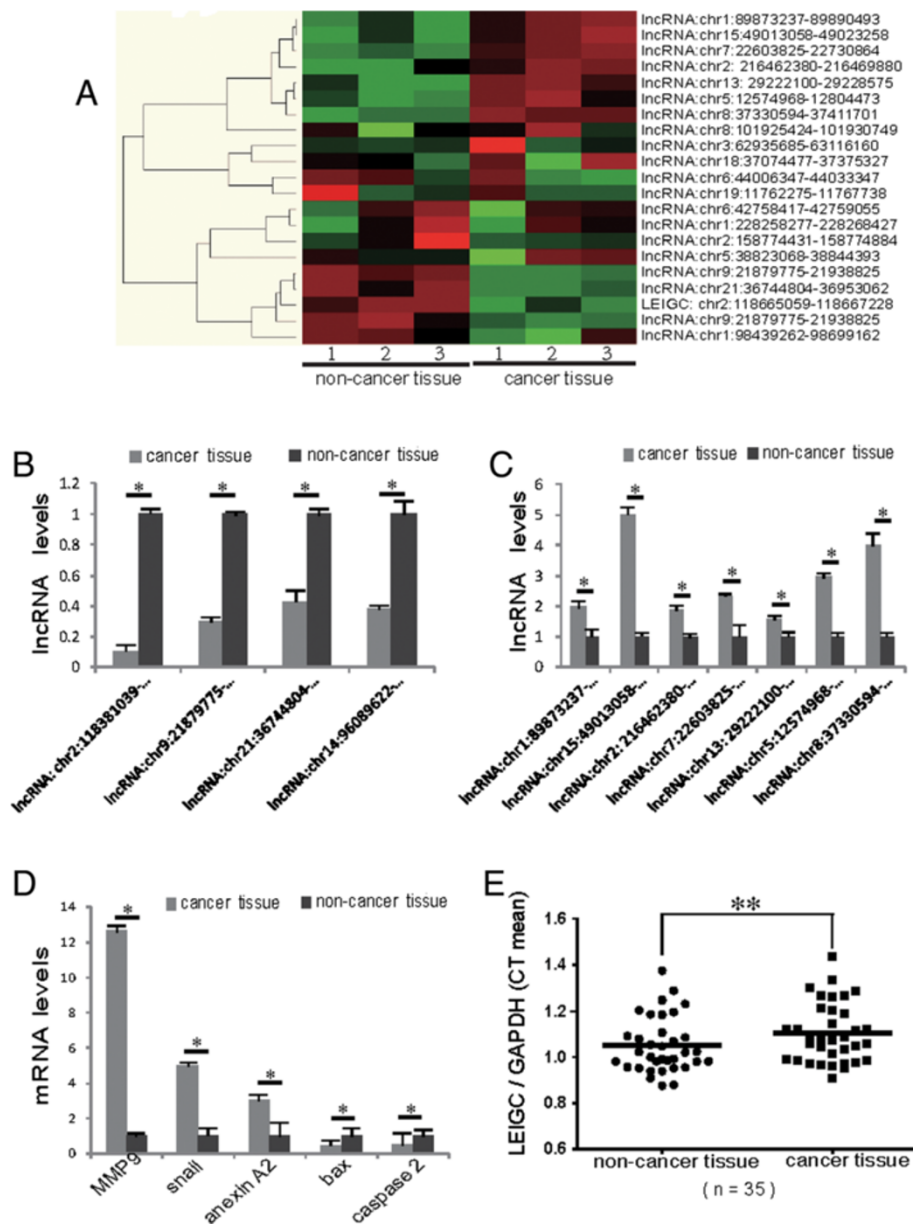 A
lncRNA:chr1:89873237-89890493
lncRNA:chr15:49013058-49023258
lncRNA:chr7:22603825-22730864
lncRNA:chr2: 216462380-216469880
lncRNA:chr13: 29222100-29228575
lncRNA:chr5:12574968-12804473
lncRNA:chr8:37330594-37411701
lncRNA:chr8:101925424-101930749
lncRNA:chr3:62935685-63116160
lncRNA:chr18:37074477-37375327
lncRNA:chr6:44006347-44033347
lncRNA:chr19:11762275-11767738
lncRNA:chr6:42758417-42759055
lncRNA:chr1:228258277-228268427
lncRNA:chr2:158774431-158774884
lncRNA:chr5:38823068-38844393
lncRNA:chr9:21879775-21938825
lncRNA:chr21:36744804-36953062
LEIGC: chr2:118665059-118667228
lncRNA:chr9:21879775-21938825
lncRNA:chr1:98439262-98699162
1 2 3 1 2 3
non-cancer tissue cancer tissue
B
cancer tissue non-cancer tissue
lncRNA levels
1.2
1
0.8
0.6
0.4
0.2
0
* * * *
lncRNA: chr2:118381039-...
lncRNA:chr9:21879775-...
lncRNA:chr21:36744804-...
lncRNA:chr14:96089622-...
C
cancer tissue non-cancer tissue
lncRNA levels
6
5
4
3
2
1
0
* * * * * * *
lncRNA:chr1:89873237-...
lncRNA:chr15:49013058-...
lncRNA:chr2: 216462380-...
lncRNA:chr7:22603825-...
lncRNA:chr13: 29222100-...
lncRNA:chr5:12574968-...
lncRNA:chr8:37330594-...
D
cancer tissue non-cancer tissue
mRNA levels
14
12
10
8
6
4
2
0
* * * * *
MMP9
snail
anexin A2
bax
caspase 2
E
LEIGC / GAPDH (CT mean)
1.6
1.4
1.2
1.0
0.8
0.6
**
non-cancer tissue cancer tissue
( n = 35 )